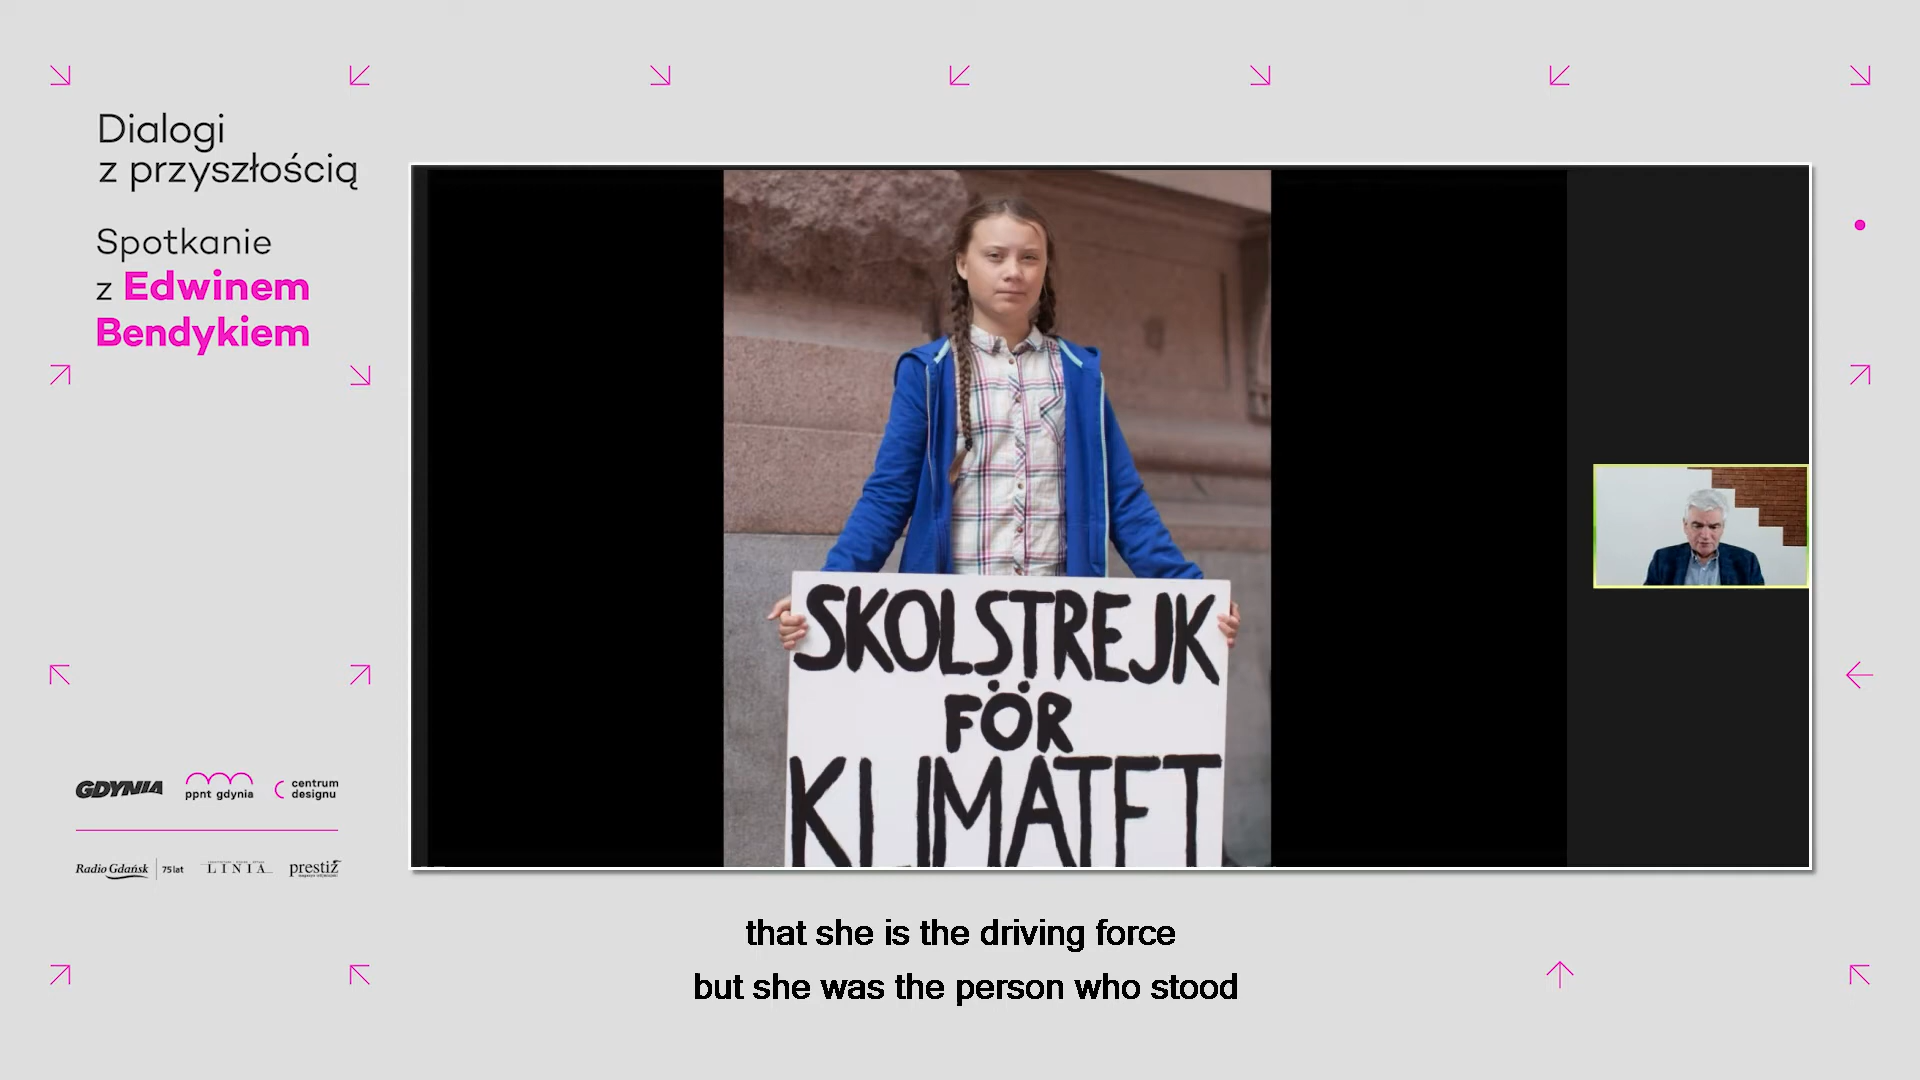 Dialogi
z przyszłością
Spotkanie
z Edwinem
Bendykiem
SKOLSTREJK
FÖR
KLIMATET
GDYNIA
ppnt gdynia
centrum
designu
Radio Gdańsk
75 lat
LINIA
prestiż
that she is the driving force
but she was the person who stood